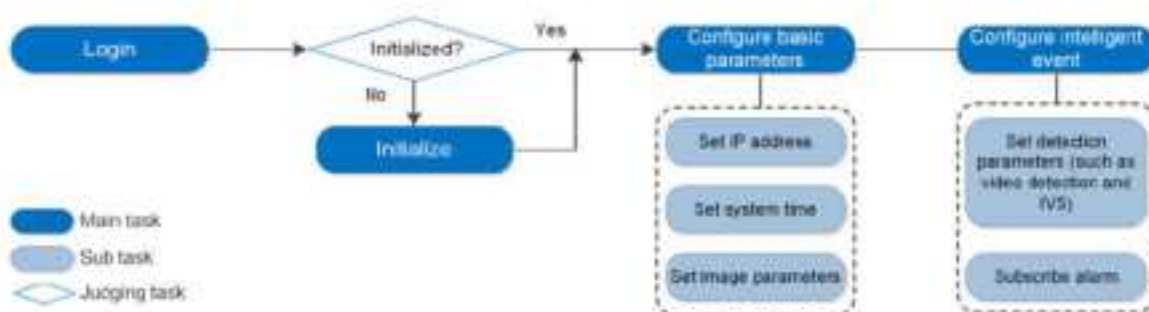 Login
Initialized?
Yes
No
Initialize
Configure basic
parameters
Set IP address
Set system time
Set image parameters
Configure intelligent
event
Set detection
parameters (such as
video detection and
IVS)
Subscribe alarm
Main task
Sub task
Judging task